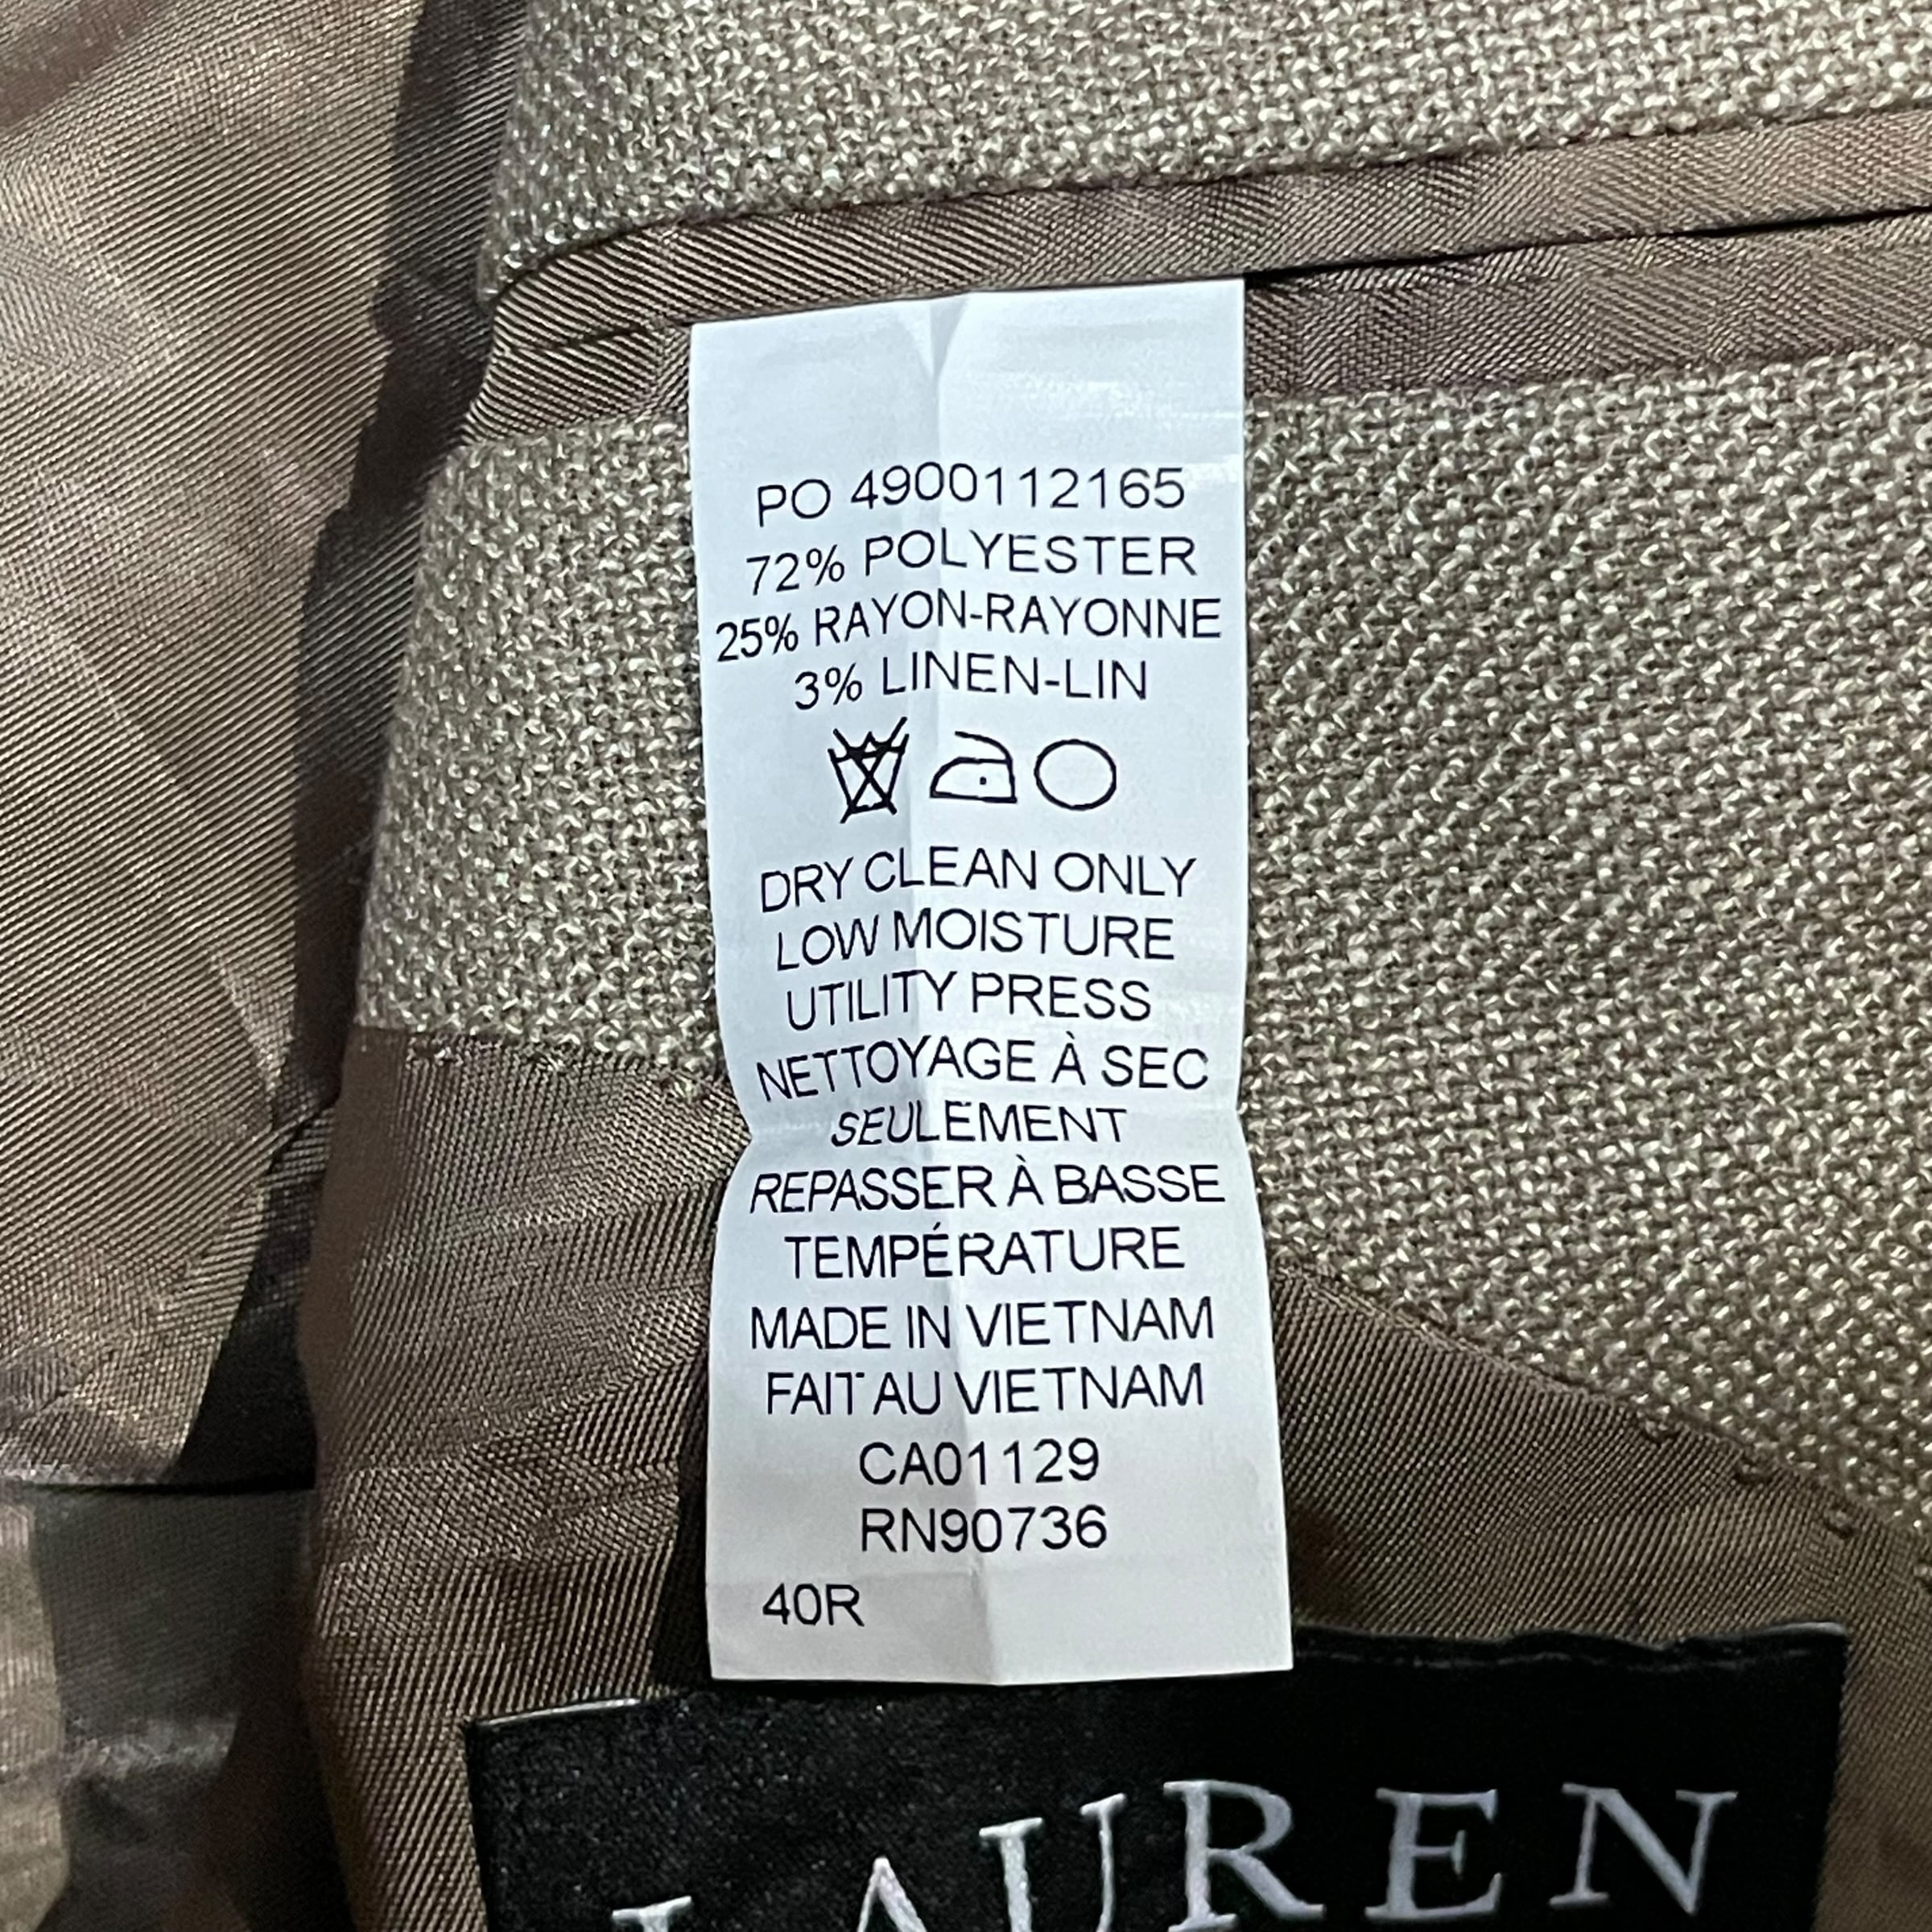 PO 4900112165
72% POLYESTER
25% RAYON-RAYONNE
3% LINEN-LIN
DRY CLEAN ONLY
LOW MOISTURE
UTILITY PRESS
NETTOYAGE À SEC
SEULEMENT
REPASSER À BASSE
TEMPÉRATURE
MADE IN VIETNAM
FAIT AU VIETNAM
CA01129
RN90736
40R
LAUREN